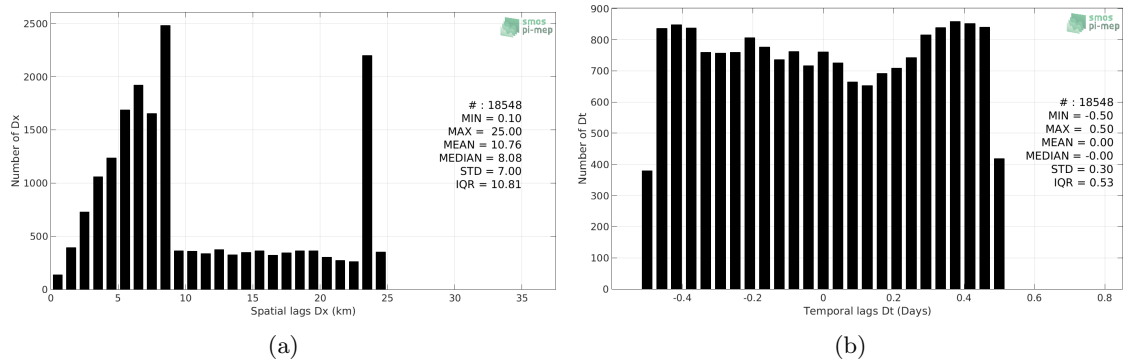 2500
2000
1500
1000
500
0
0 5 10 15 20 25 30 35
Number of Dx
Spatial lags Dx (km)
smos
pi-mep
# : 18548
MIN = 0.10
MAX = 25.00
MEAN = 10.76
MEDIAN = 8.08
STD = 7.00
IQR = 10.81
(a)
900
800
700
600
500
400
300
200
100
0
-0.4 -0.2 0 0.2 0.4 0.6 0.8
Number of Dt
Temporal lags Dt (Days)
smos
pi-mep
# : 18548
MIN = -0.50
MAX = 0.50
MEAN = 0.00
MEDIAN = -0.00
STD = 0.30
IQR = 0.53
(b)